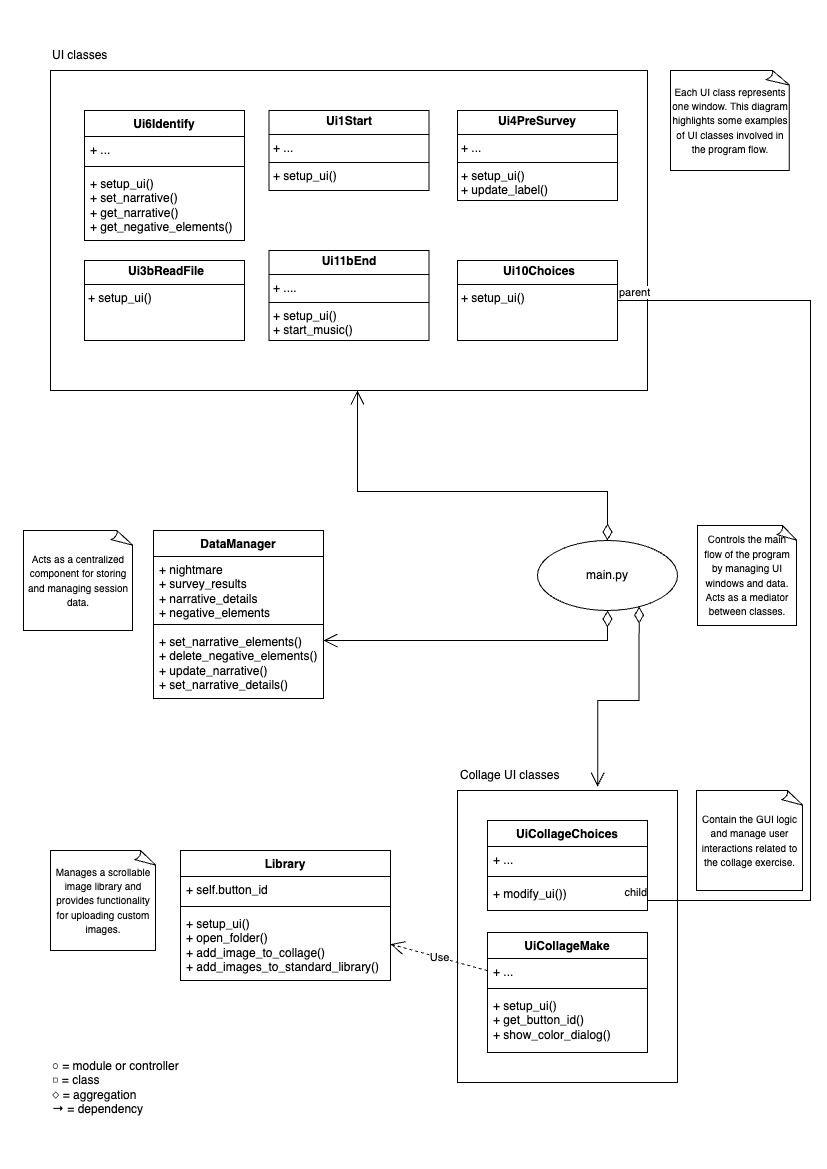 UI classes
Each UI class represents
one window. This diagram
highlights some examples
of UI classes involved in
the program flow.
Ui6Identify
+ ...
+ setup_ui()
+ set_narrative()
+ get_narrative()
+ get_negative_elements()
Ui1Start
+ ...
+ setup_ui()
Ui4PreSurvey
+ ...
+ setup_ui()
+ update_label()
Ui3bReadFile
+ setup_ui()
Ui11bEnd
+ ....
+ setup_ui()
+ start_music()
Ui10Choices
+ setup_ui()
parent
Acts as a centralized
component for storing
and managing session
data.
DataManager
+ nightmare
+ survey_results
+ narrative_details
+ negative_elements
+ set_narrative_elements()
+ delete_negative_elements()
+ update_narrative()
+ set_narrative_details()
main.py
Controls the main
flow of the program
by managing UI
windows and data.
Acts as a mediator
between classes.
Collage UI classes
UiCollageChoices
+ ...
+ modify_ui())
child
Contain the GUI logic
and manage user
interactions related to
the collage exercise.
Manages a scrollable
image library and
provides functionality
for uploading custom
images.
Library
+ self.button_id
+ setup_ui()
+ open_folder()
+ add_image_to_collage()
+ add_images_to_standard_library()
Use
UiCollageMake
+ ...
+ setup_ui()
+ get_button_id()
+ show_color_dialog()
○ = module or controller
□ = class
◇ = aggregation
→ = dependency